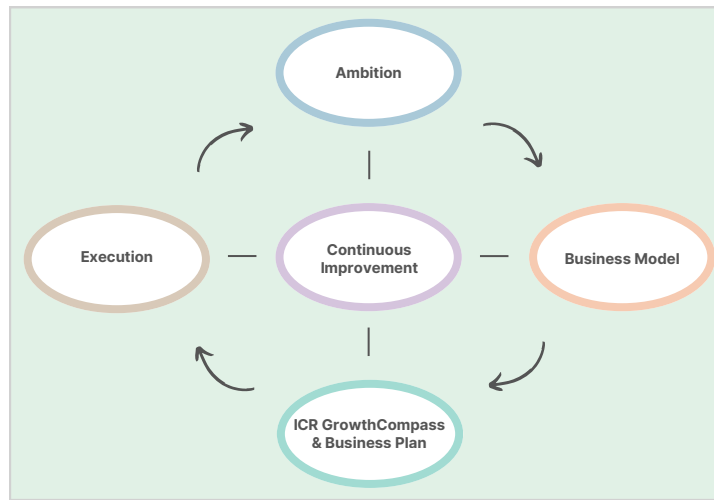 Ambition
Execution
Continuous
Improvement
Business Model
ICR GrowthCompass
& Business Plan